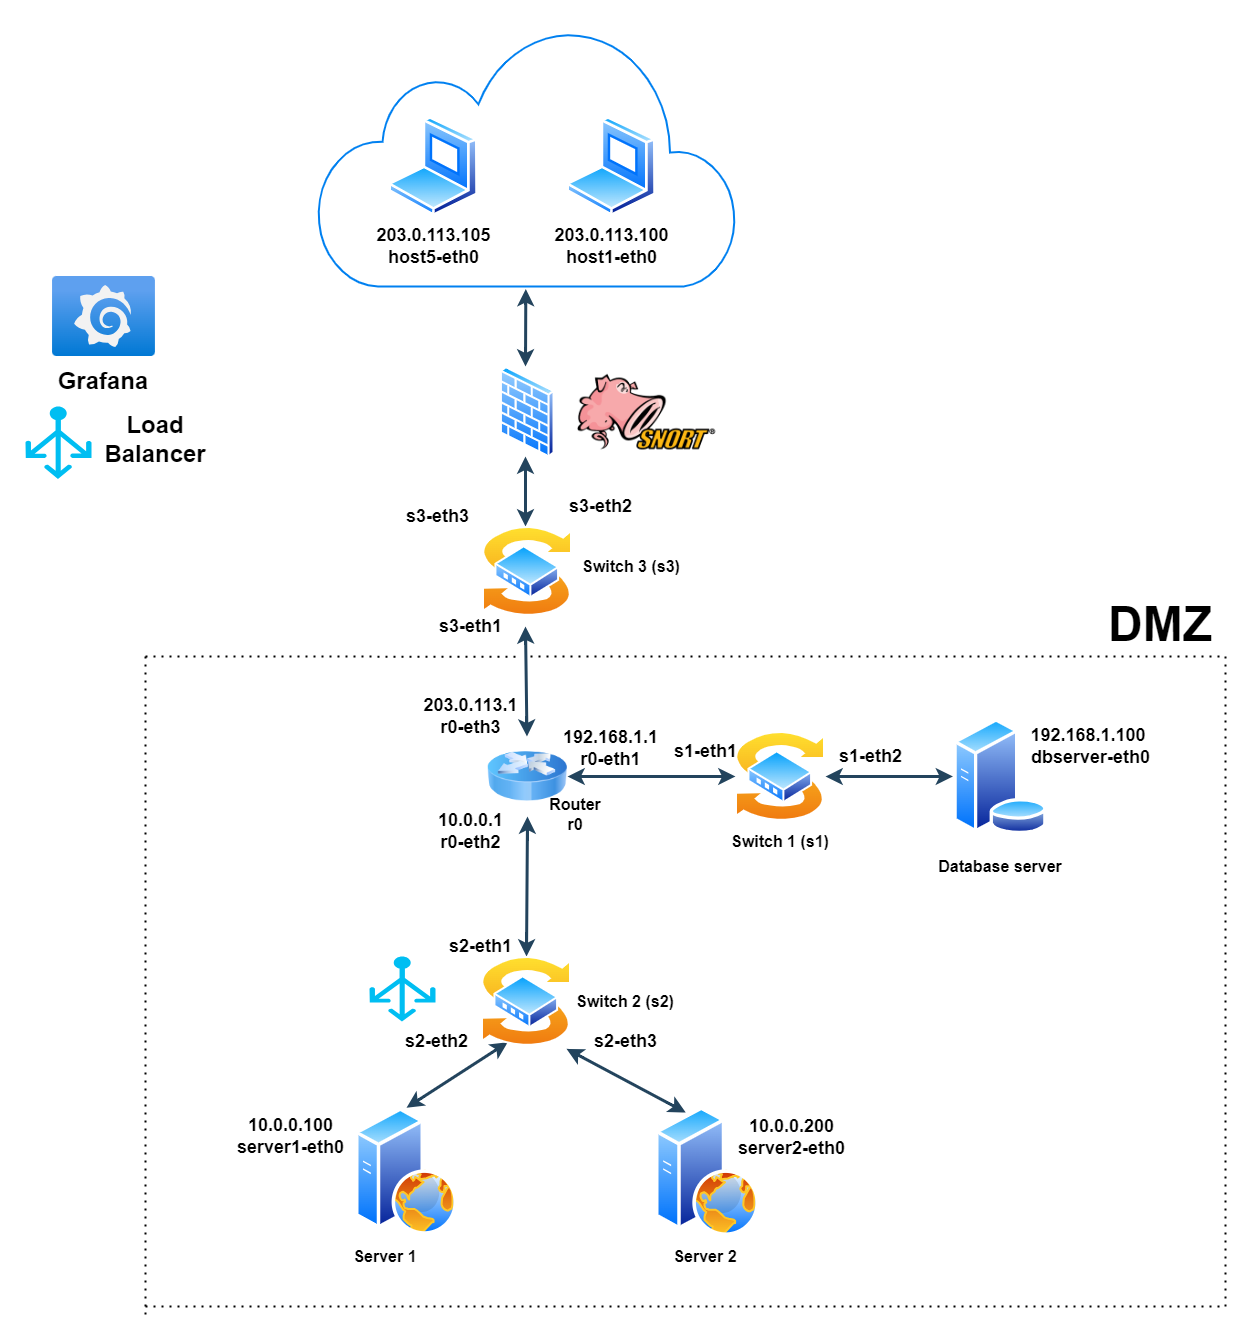 203.0.113.105
host5-eth0
203.0.113.100
host1-eth0
Grafana
Load
Balancer
SNORT
s3-eth3
s3-eth2
Switch 3 (s3)
s3-eth1
DMZ
203.0.113.1
r0-eth3
192.168.1.1
r0-eth1
s1-eth1
s1-eth2
192.168.1.100
dbserver-eth0
Router
r0
10.0.0.1
r0-eth2
Switch 1 (s1)
Database server
s2-eth1
Switch 2 (s2)
s2-eth2
s2-eth3
10.0.0.100
server1-eth0
10.0.0.200
server2-eth0
Server 1
Server 2